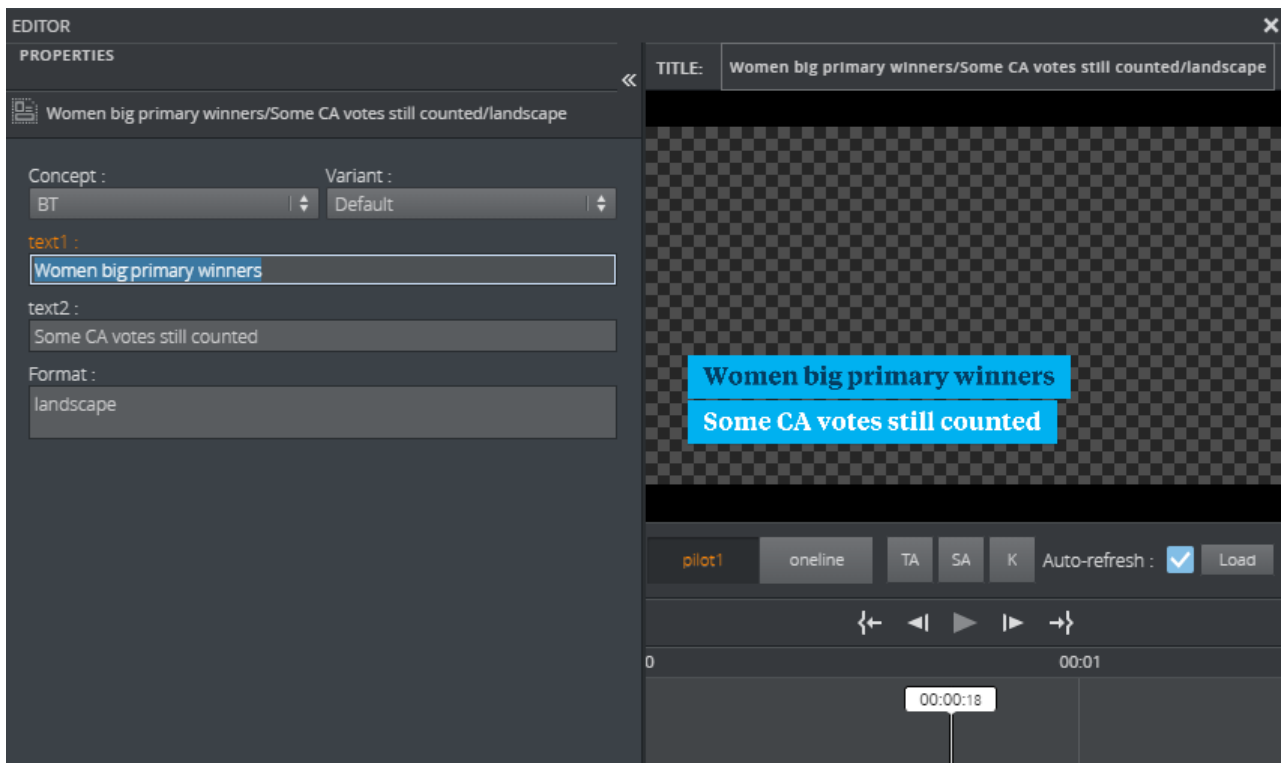 EDITOR
PROPERTIES
Women big primary winners/Some CA votes still counted/landscape
Concept :
Variant :
BT
Default
text1 :
Women big primary winners
text2 :
Some CA votes still counted
Format :
landscape
TITLE:
Women big primary winners/Some CA votes still counted/landscape
Women big primary winners
Some CA votes still counted
pilot1
oneline
TA
SA
K
Auto-refresh :
Load
0
00:01
00:00:18